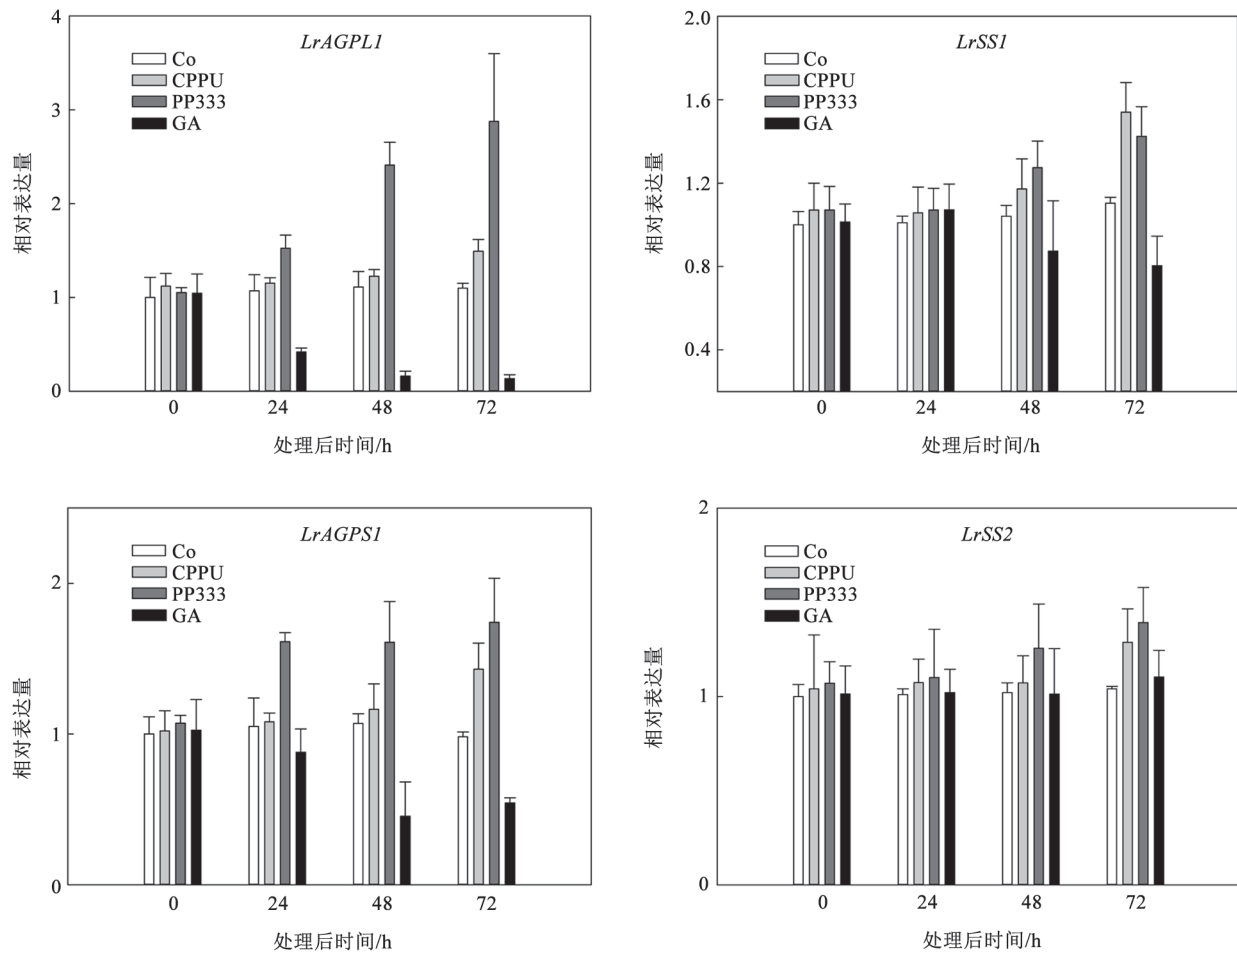 LrAGPL1
Co
CPPU
PP333
GA
4
3
2
1
0
相对表达量
0 24 48 72
处理后时间/h
LrSS1
Co
CPPU
PP333
GA
2.0
1.6
1.2
0.8
0.4
相对表达量
0 24 48 72
处理后时间/h
LrAGPS1
Co
CPPU
PP333
GA
2
1
0
相对表达量
0 24 48 72
处理后时间/h
LrSS2
Co
CPPU
PP333
GA
2
1
0
相对表达量
0 24 48 72
处理后时间/h